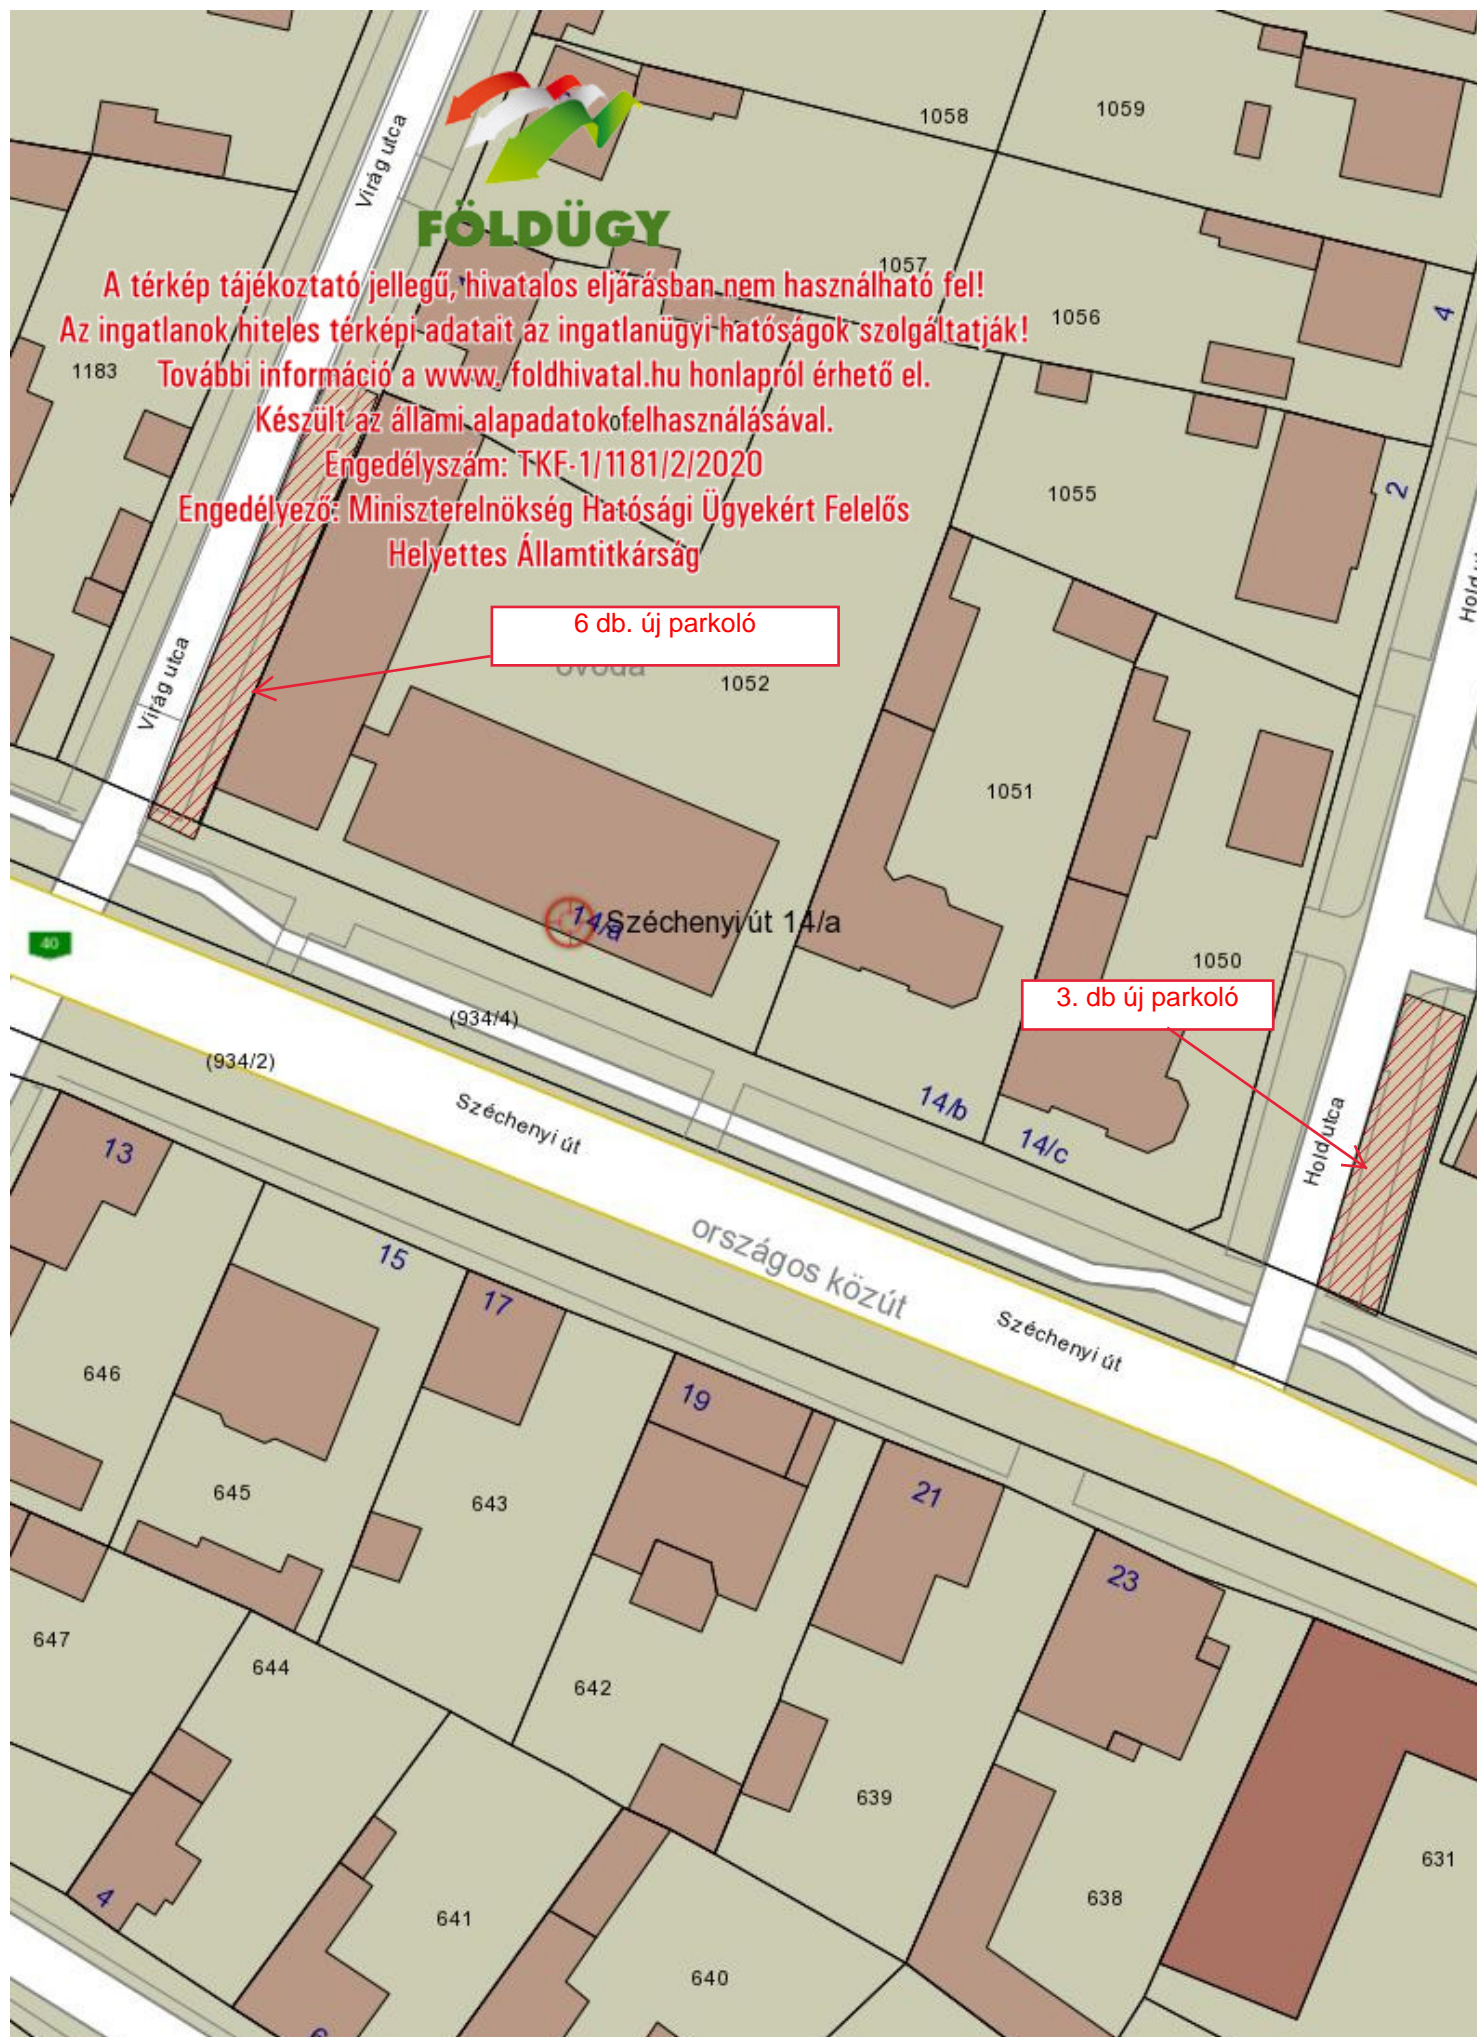 1058
1059
Virág utca
FÖLDÜGY
1057
A térkép tájékoztató jellegű, hivatalos eljárásban nem használható fel!
1056
4
Az ingatlanok hiteles térképi adatait az ingatlanügyi hatóságok szolgáltatják!
1183
További információ a www. foldhivatal.hu honlapról érhető el.
Készült az állami alapadatok felhasználásával.
Engedélyszám: TKF-1/1181/2/2020
1055
2
Engedélyező: Miniszterelnökség Hatósági Ügyekért Felelős
Helyettes Államtitkárság
Hold
6 db. új parkoló
óvoda
1052
Virág utca
1051
14/a
Széchenyi út 14/a
40
1050
3. db új parkoló
(934/4)
(934/2)
Széchenyi út
14/b
14/c
Hold utca
13
országos közút
15
17
Széchenyi út
646
19
645
643
21
23
647
644
642
639
631
638
4
641
640
6